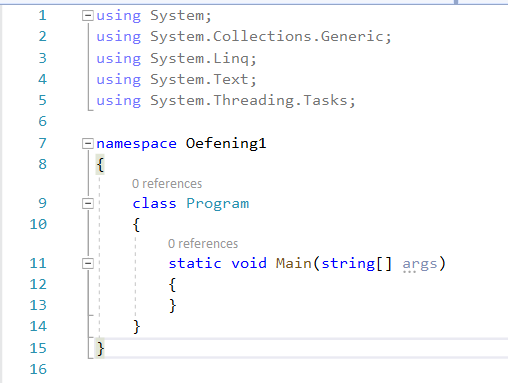 1 using System;
2 using System.Collections.Generic;
3 using System.Linq;
4 using System.Text;
5 using System.Threading.Tasks;
6
7 namespace Oefening1
8 {
0 references
9 class Program
10 {
0 references
11 static void Main(string[] args)
12 {
13 }
14 }
15 }
16